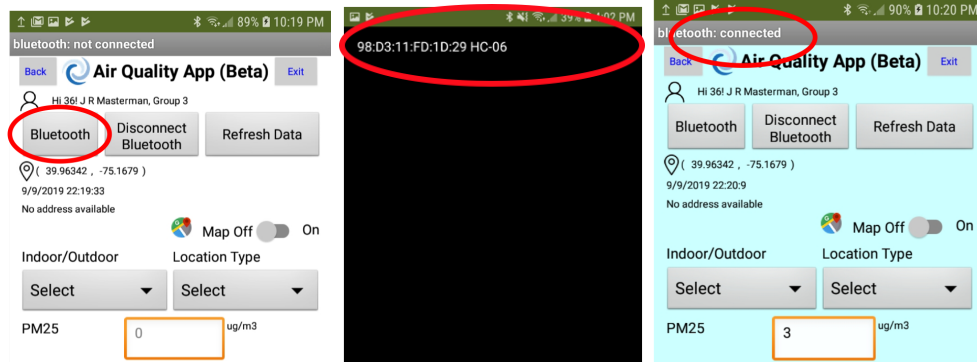 89% 10:19 PM
bluetooth: not connected
Back Air Quality App (Beta) Exit
Hi 36! J R Masterman, Group 3
Bluetooth Disconnect Bluetooth Refresh Data
( 39.96342 , -75.1679 )
9/9/2019 22:19:33
No address available
Map Off On
Indoor/Outdoor Location Type
Select Select
PM25 0 ug/m3
39% 1:02 PM
98:D3:11:FD:1D:29 HC-06
90% 10:20 PM
bluetooth: connected
Back Air Quality App (Beta) Exit
Hi 36! J R Masterman, Group 3
Bluetooth Disconnect Bluetooth Refresh Data
( 39.96342 , -75.1679 )
9/9/2019 22:20:9
No address available
Map Off On
Indoor/Outdoor Location Type
Select Select
PM25 3 ug/m3